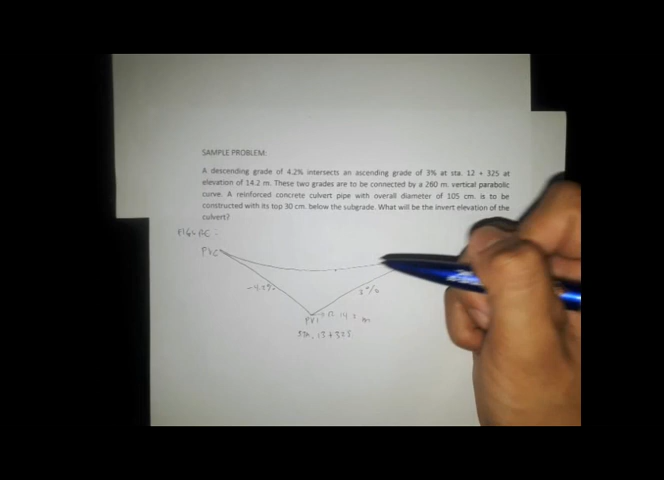 SAMPLE PROBLEM:
A descending grade of 4.2% intersects an ascending grade of 3% at sta. 12 + 325 at
elevation of 14.2 m. These two grades are to be connected by a 260 m. vertical parabolic
curve. A reinforced concrete culvert pipe with overall diameter of 105 cm. is to be
constructed with its top 30 cm. below the subgrade. What will be the invert elevation of the
culvert?
PVC
3%
PVI
STA. 12+325